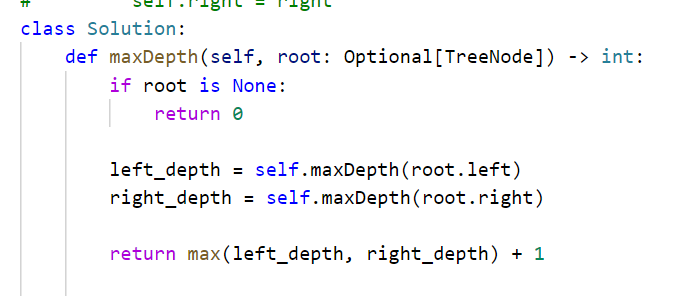 #         self.right = right
class Solution:
    def maxDepth(self, root: Optional[TreeNode]) -> int:
        if root is None:
            return 0

        left_depth = self.maxDepth(root.left)
        right_depth = self.maxDepth(root.right)

        return max(left_depth, right_depth) + 1